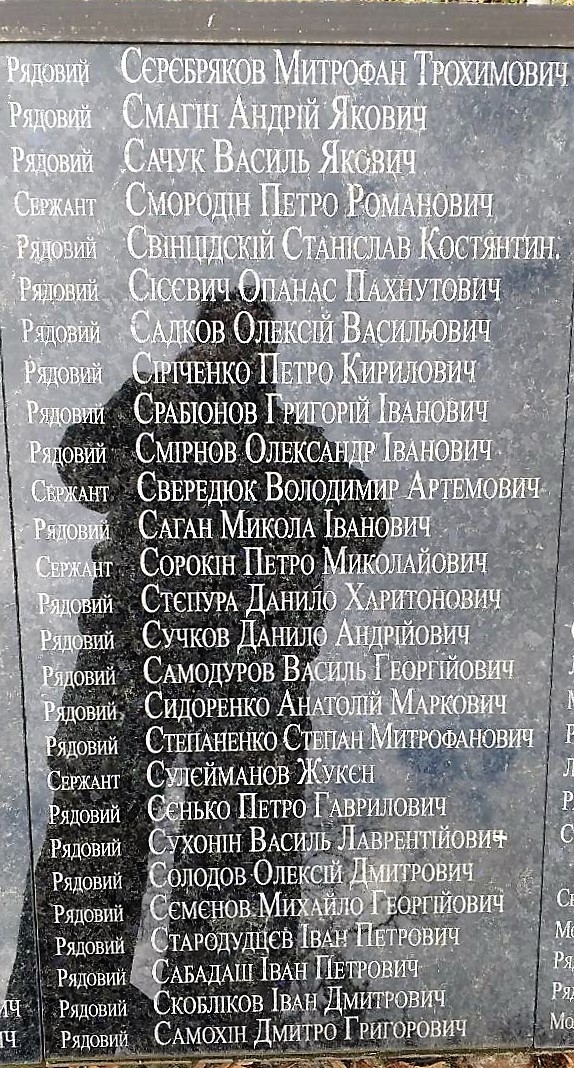 Рядовий Сєрєбряков Митрофан Трохимович
Рядовий Смагін Андрій Якович
Рядовий Сачук Василь Якович
Сержант Смородін Петро Романович
Рядовий Свінцідскій Станіслав Костянтин.
Рядовий Сісєвич Опанас Пахнутович
Рядовий Садков Олексій Васильович
Рядовий Сіріченко Петро Кирилович
Рядовий Срабіонов Григорій Іванович
Рядовий Смірнов Олександр Іванович
Сержант Свередюк Володимир Артемович
Рядовий Саган Микола Іванович
Сержант Сорокін Петро Миколайович
Рядовий Стєпура Данило Харитонович
Рядовий Сучков Данило Андрійович
Рядовий Самодуров Василь Георгійович
Рядовий Сидоренко Анатолій Маркович
Рядовий Степаненко Степан Митрофанович
Сержант Сулєйманов Жукєн
Рядовий Сєнько Петро Гаврилович
Рядовий Сухонін Василь Лаврентійович
Рядовий Солодов Олексій Дмитрович
Рядовий Сємєнов Михайло Георгійович
Рядовий Стародудцєв Іван Петрович
Рядовий Сабадаш Іван Петрович
Рядовий Скобліков Іван Дмитрович
Рядовий Самохін Дмитро Григорович